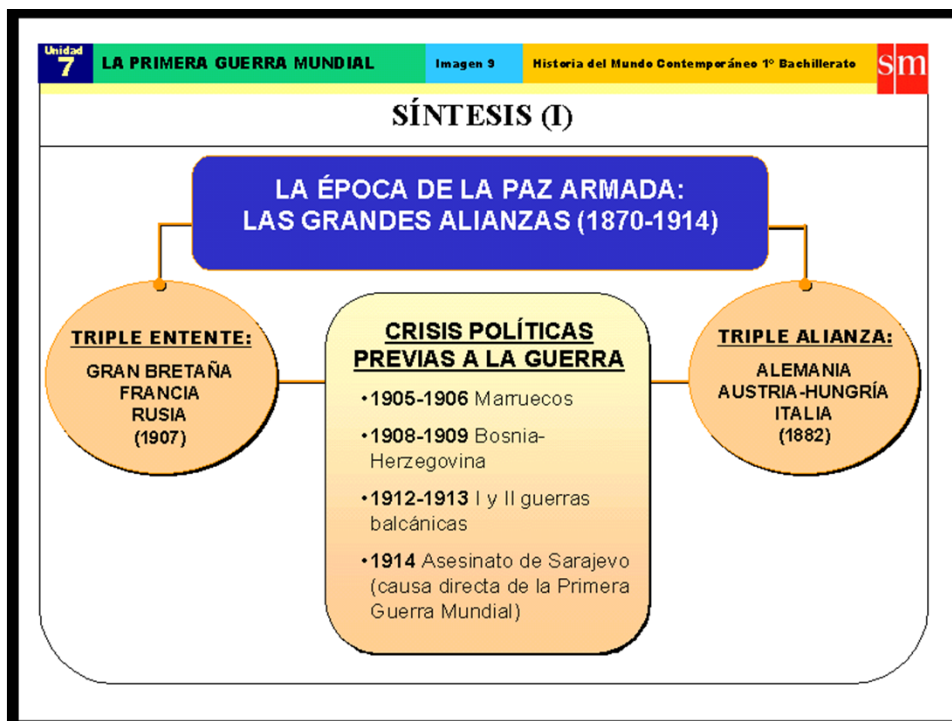 Unidad
7
LA PRIMERA GUERRA MUNDIAL
Imagen 9
Historia del Mundo Contemporáneo 1º Bachillerato
sm
SÍNTESIS (I)
LA ÉPOCA DE LA PAZ ARMADA:
LAS GRANDES ALIANZAS (1870-1914)
TRIPLE ENTENTE:
GRAN BRETAÑA
FRANCIA
RUSIA
(1907)
CRISIS POLÍTICAS
PREVIAS A LA GUERRA
•1905-1906 Marruecos
•1908-1909 Bosnia-
Herzegovina
•1912-1913 I y II guerras
balcánicas
•1914 Asesinato de Sarajevo
(causa directa de la Primera
Guerra Mundial)
TRIPLE ALIANZA:
ALEMANIA
AUSTRIA-HUNGRÍA
ITALIA
(1882)